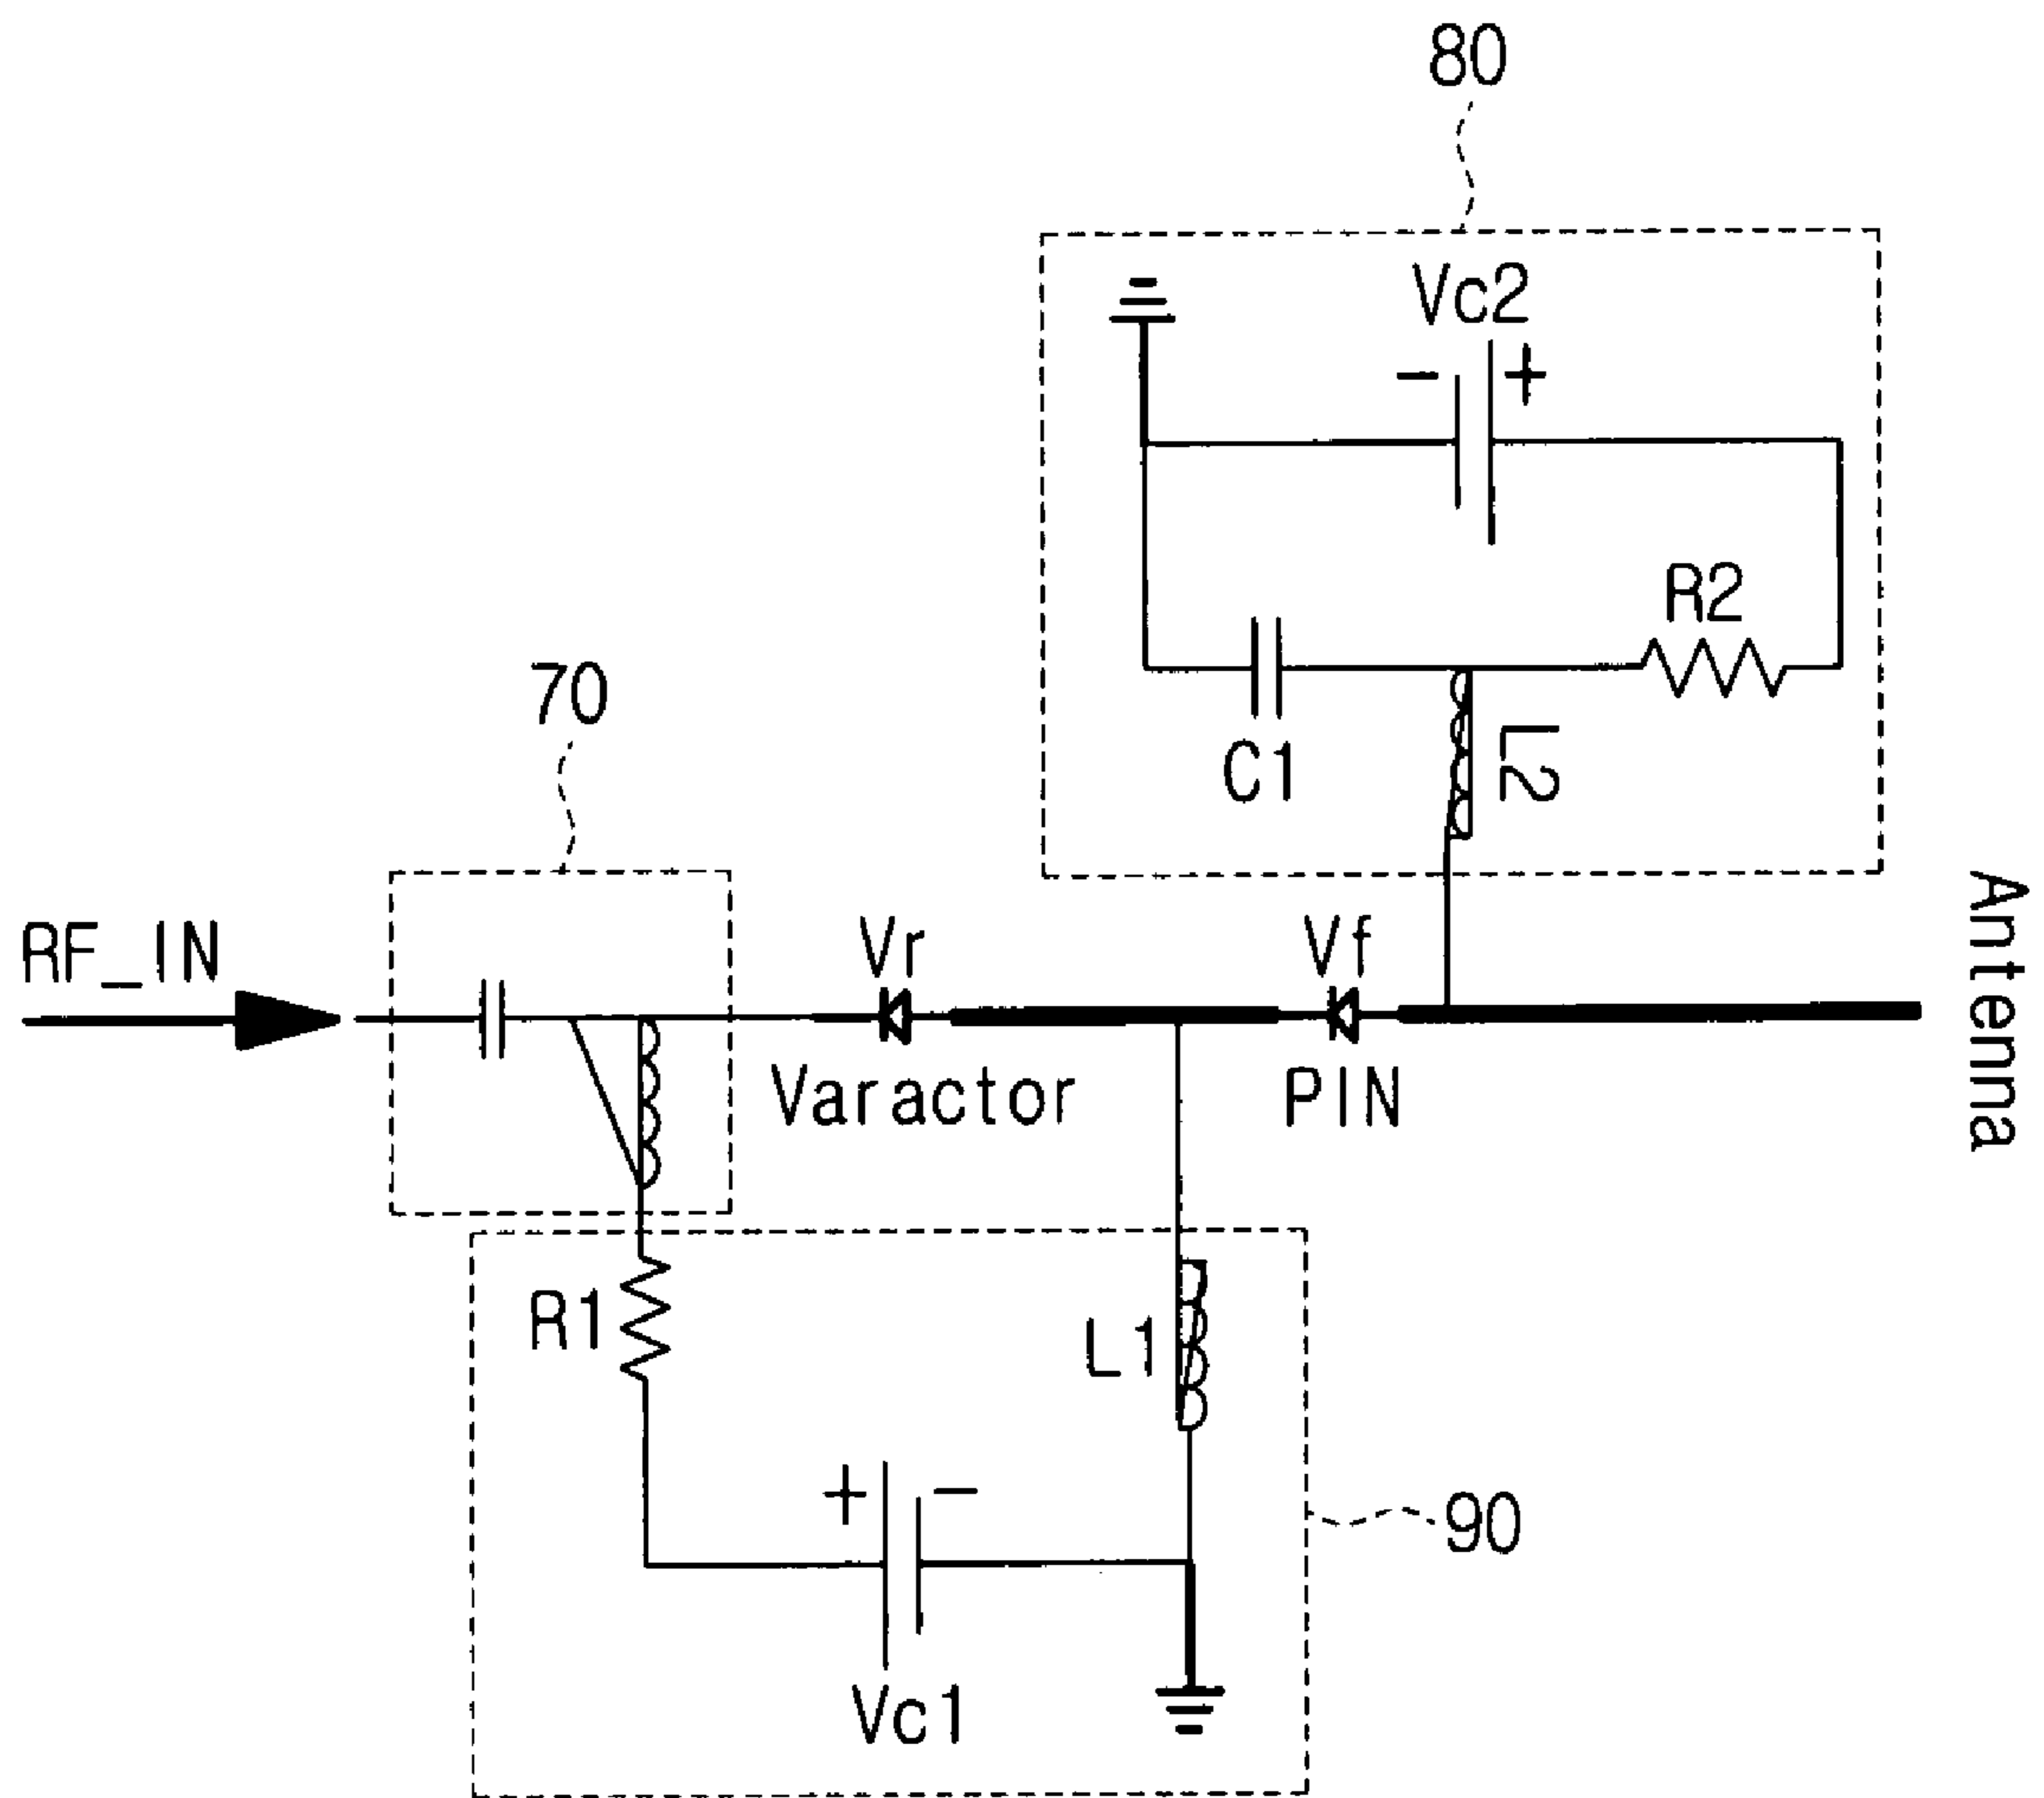 80
Vc2
- +
R2
70
C1
L2
Antenna
RF_IN
Vr
Vf
Varactor
PIN
R1
L1
+ -
90
Vc1